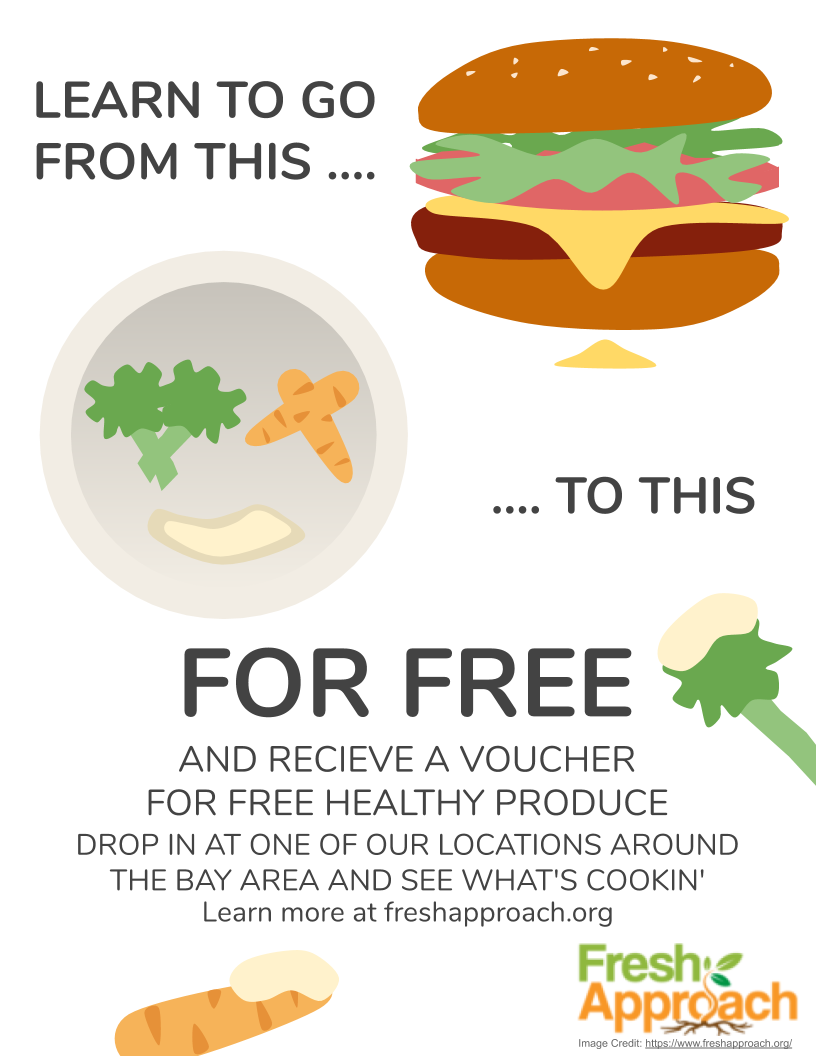 LEARN TO GO
FROM THIS ....
.... TO THIS
FOR FREE
AND RECIEVE A VOUCHER
FOR FREE HEALTHY PRODUCE
DROP IN AT ONE OF OUR LOCATIONS AROUND
THE BAY AREA AND SEE WHAT'S COOKIN'
Learn more at freshapproach.org
Fresh
Approach
Image Credit: https://www.freshapproach.org/